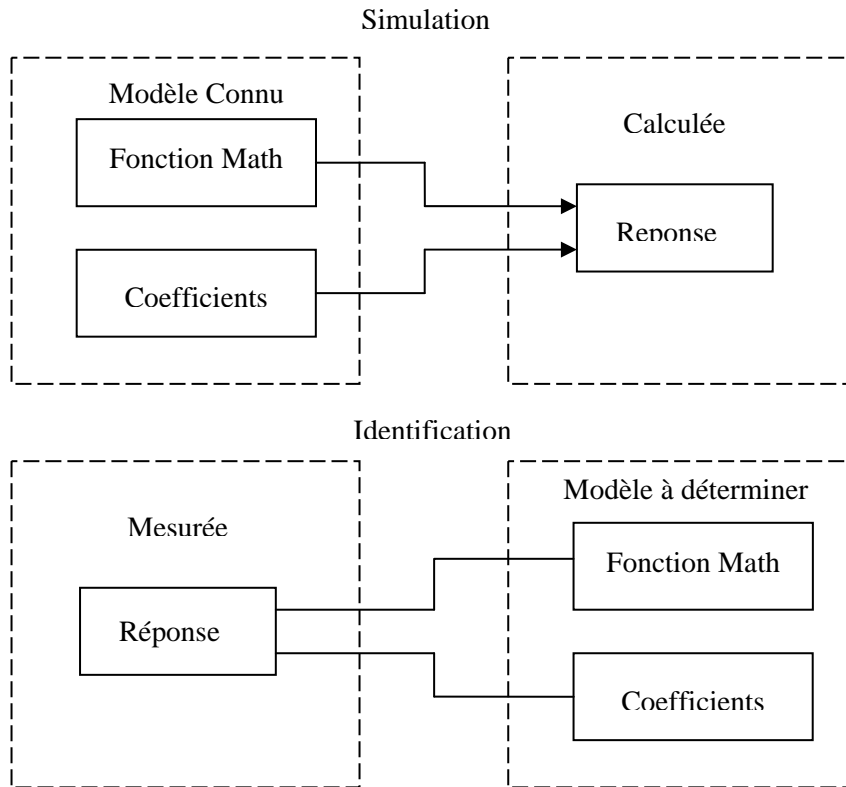 Simulation
Modèle Connu
Fonction Math
Coefficients
Calculée
Reponse
Identification
Mesurée
Réponse
Modèle à déterminer
Fonction Math
Coefficients